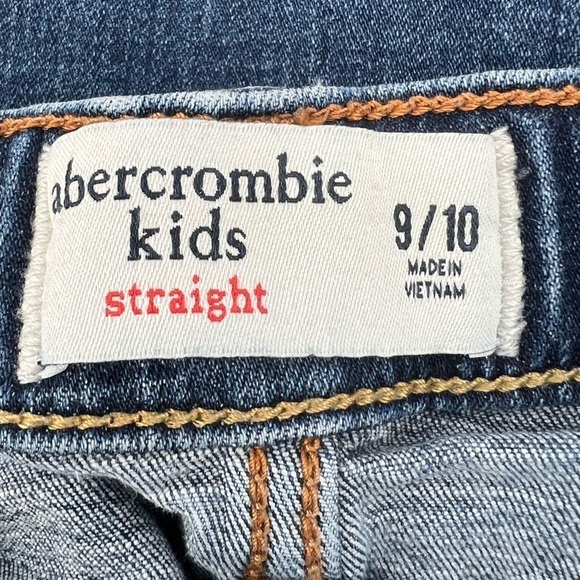 abercrombie
kids
straight
9/10
MADE IN
VIETNAM